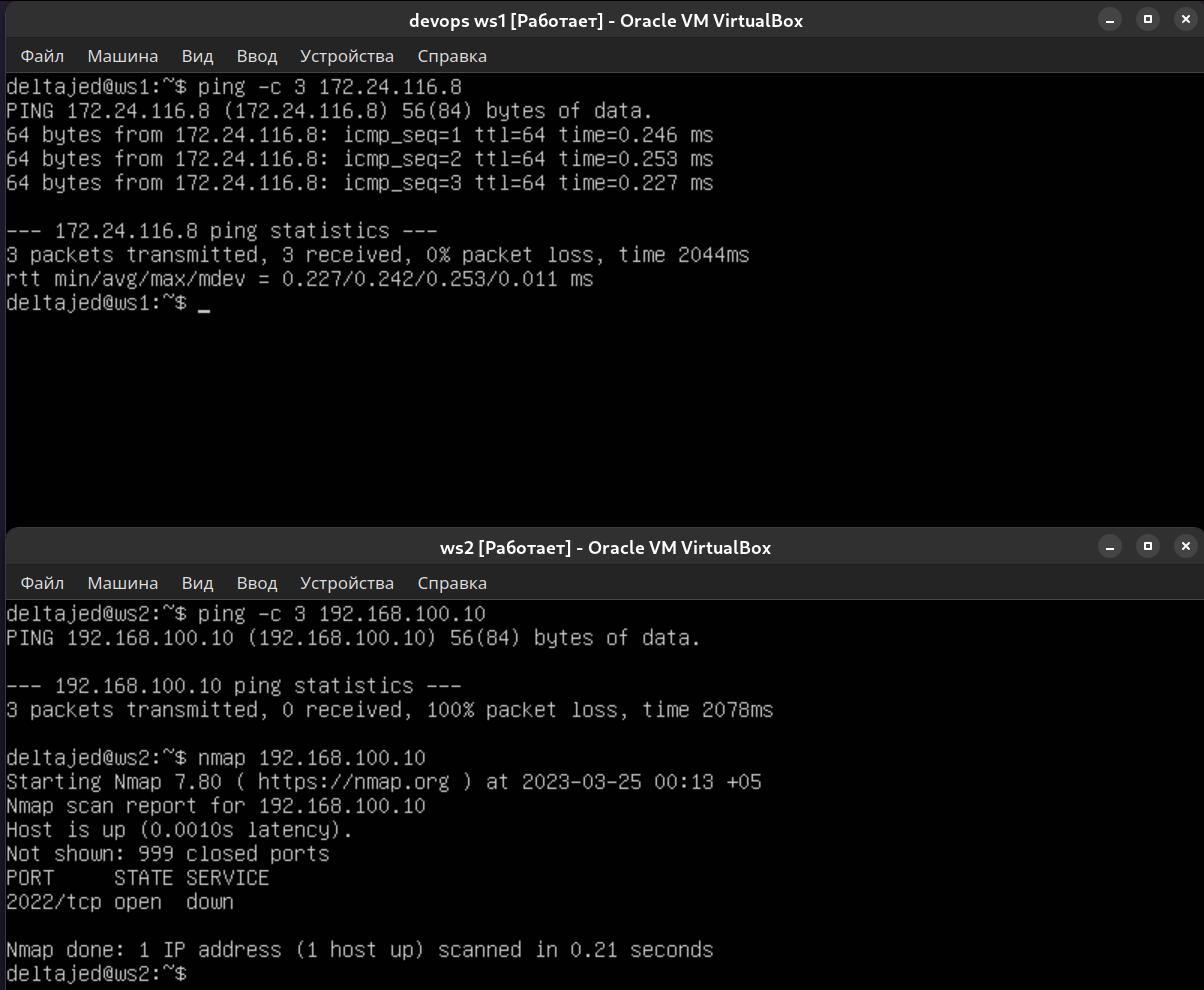 devops ws1 [Работает] - Oracle VM VirtualBox
Файл Машина Вид Ввод Устройства Справка
deltajed@ws1:~$ ping -c 3 172.24.116.8
PING 172.24.116.8 (172.24.116.8) 56(84) bytes of data.
64 bytes from 172.24.116.8: icmp_seq=1 ttl=64 time=0.246 ms
64 bytes from 172.24.116.8: icmp_seq=2 ttl=64 time=0.253 ms
64 bytes from 172.24.116.8: icmp_seq=3 ttl=64 time=0.227 ms
--- 172.24.116.8 ping statistics ---
3 packets transmitted, 3 received, 0% packet loss, time 2044ms
rtt min/avg/max/mdev = 0.227/0.242/0.253/0.011 ms
deltajed@ws1:~$ _
ws2 [Работает] - Oracle VM VirtualBox
Файл Машина Вид Ввод Устройства Справка
deltajed@ws2:~$ ping -c 3 192.168.100.10
PING 192.168.100.10 (192.168.100.10) 56(84) bytes of data.
--- 192.168.100.10 ping statistics ---
3 packets transmitted, 0 received, 100% packet loss, time 2078ms
deltajed@ws2:~$ nmap 192.168.100.10
Starting Nmap 7.80 ( https://nmap.org ) at 2023-03-25 00:13 +05
Nmap scan report for 192.168.100.10
Host is up (0.0010s latency).
Not shown: 999 closed ports
PORT STATE SERVICE
2022/tcp open down
Nmap done: 1 IP address (1 host up) scanned in 0.21 seconds
deltajed@ws2:~$